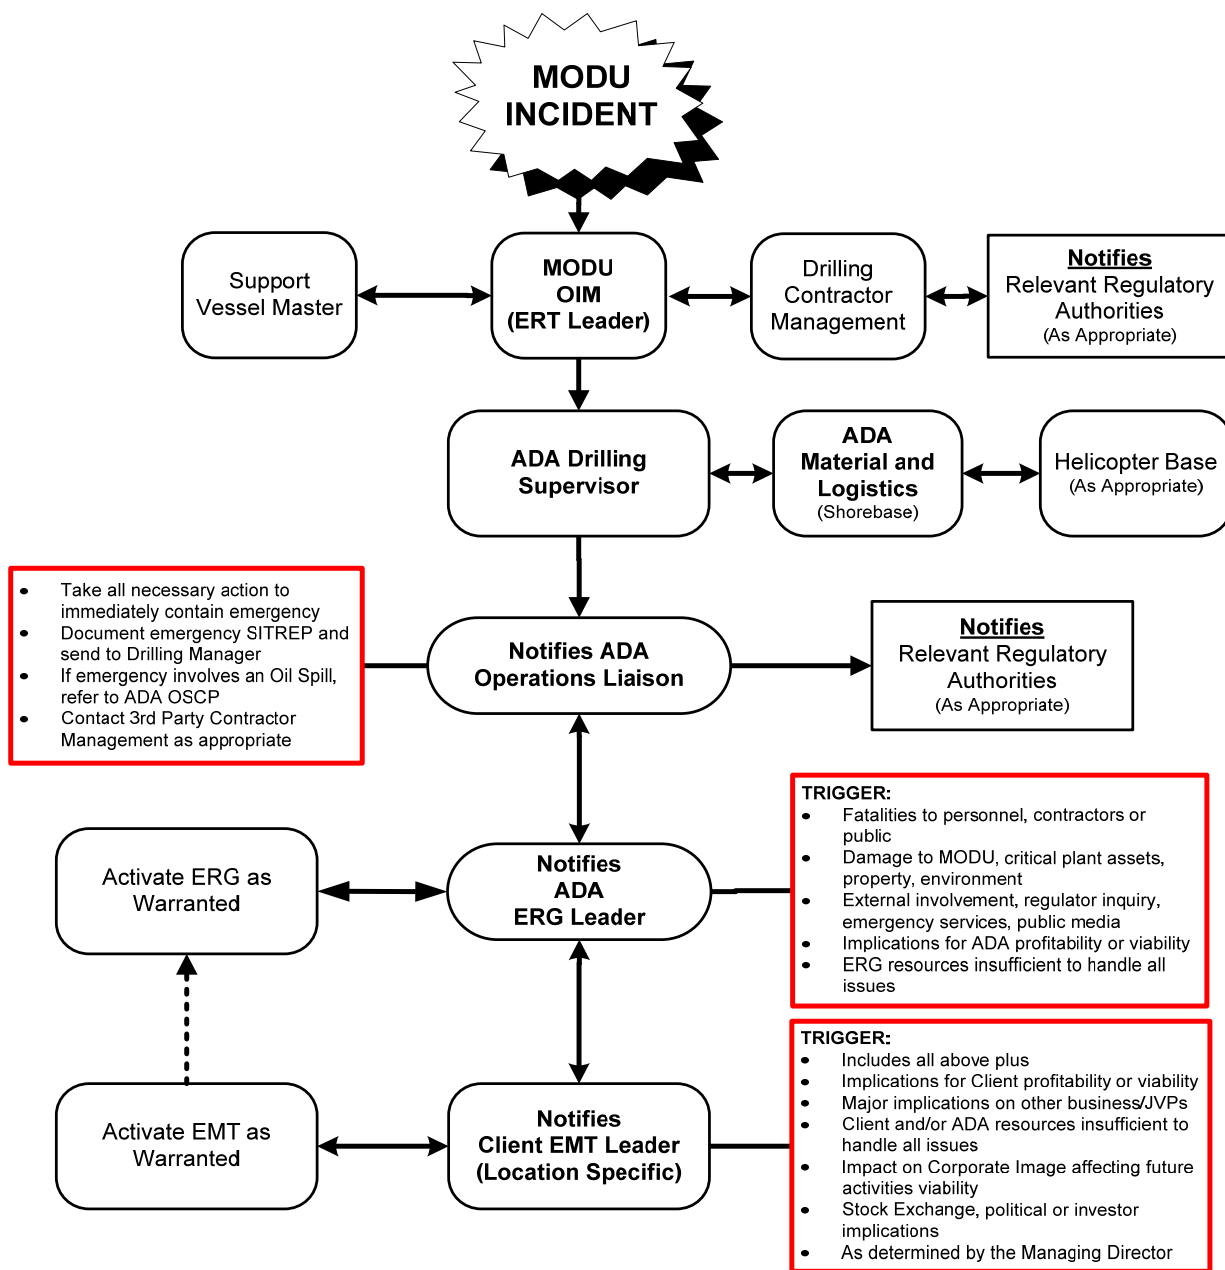 MODU
INCIDENT
Support
Vessel Master
MODU
OIM
(ERT Leader)
Drilling
Contractor
Management
Notifies
Relevant Regulatory
Authorities
(As Appropriate)
ADA Drilling
Supervisor
ADA
Material and
Logistics
(Shorebase)
Helicopter Base
(As Appropriate)
• Take all necessary action to
immediately contain emergency
• Document emergency SITREP and
send to Drilling Manager
• If emergency involves an Oil Spill,
refer to ADA OSCP
• Contact 3rd Party Contractor
Management as appropriate
Notifies ADA
Operations Liaison
Notifies
Relevant Regulatory
Authorities
(As Appropriate)
Activate ERG as
Warranted
Notifies
ADA
ERG Leader
TRIGGER:
• Fatalities to personnel, contractors or
public
• Damage to MODU, critical plant assets,
property, environment
• External involvement, regulator inquiry,
emergency services, public media
• Implications for ADA profitability or viability
• ERG resources insufficient to handle all
issues
Activate EMT as
Warranted
Notifies
Client EMT Leader
(Location Specific)
TRIGGER:
• Includes all above plus
• Implications for Client profitability or viability
• Major implications on other business/JVPs
• Client and/or ADA resources insufficient to
handle all issues
• Impact on Corporate Image affecting future
activities viability
• Stock Exchange, political or investor
implications
• As determined by the Managing Director